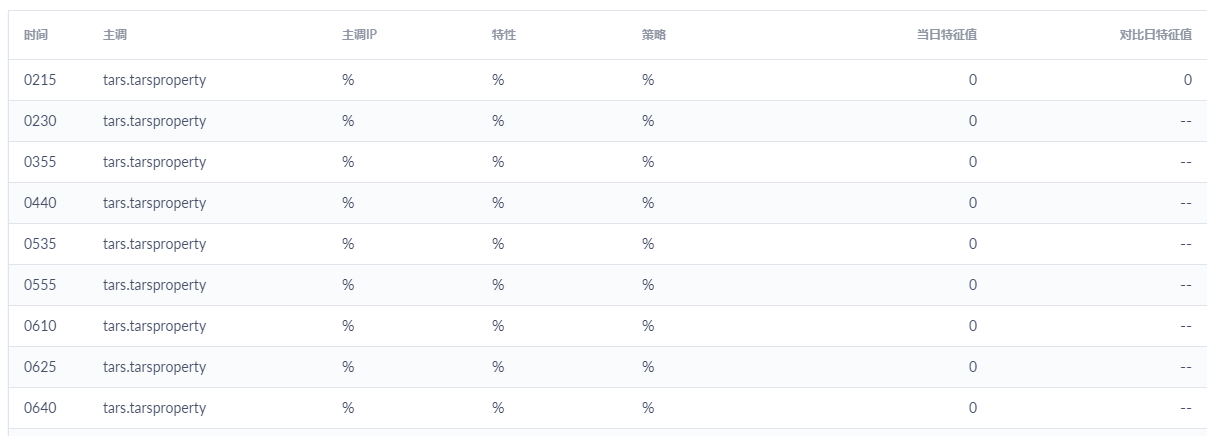 时间 主调 主调IP 特性 策略 当日特征值 对比日特征值
0215 tars.tarsproperty % % % 0 0
0230 tars.tarsproperty % % % 0 --
0355 tars.tarsproperty % % % 0 --
0440 tars.tarsproperty % % % 0 --
0535 tars.tarsproperty % % % 0 --
0555 tars.tarsproperty % % % 0 --
0610 tars.tarsproperty % % % 0 --
0625 tars.tarsproperty % % % 0 --
0640 tars.tarsproperty % % % 0 --